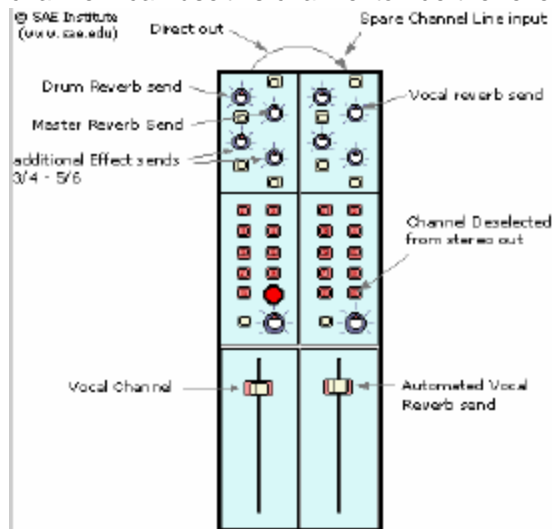 © SAE Institute
(www.sae.edu)
Direct out
Spare Channel Line input
Drum Reverb send
Vocal reverb send
Master Reverb Send
additional Effect sends
3/4 - 5/6
Channel Deselected
from stereo out
Vocal Channel
Automated Vocal
Reverb send